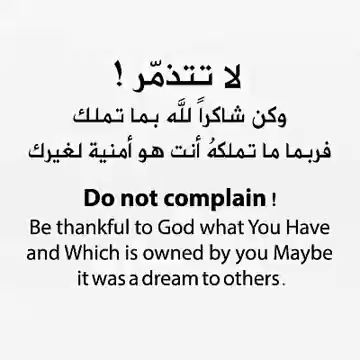 لا تتذمّر !
وكن شاكراً للَّه بما تملك
فربما ما تملكهُ أنت هو أمنية لغيرك
Do not complain !
Be thankful to God what You Have
and Which is owned by you Maybe
it was a dream to others.